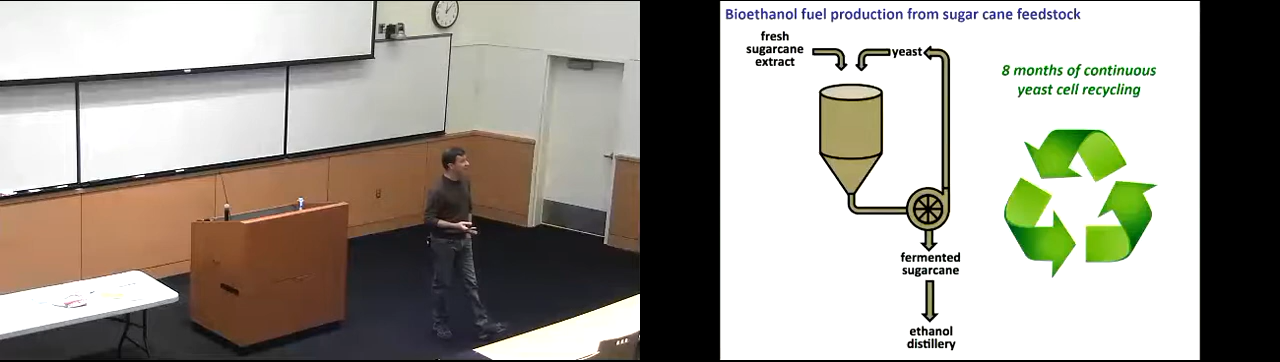 Bioethanol fuel production from sugar cane feedstock
fresh
sugarcane
extract
yeast
8 months of continuous
yeast cell recycling
fermented
sugarcane
ethanol
distillery